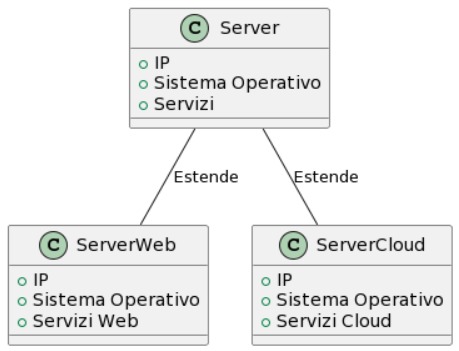 C Server
IP
Sistema Operativo
Servizi
Estende
Estende
C ServerWeb
IP
Sistema Operativo
Servizi Web
C ServerCloud
IP
Sistema Operativo
Servizi Cloud